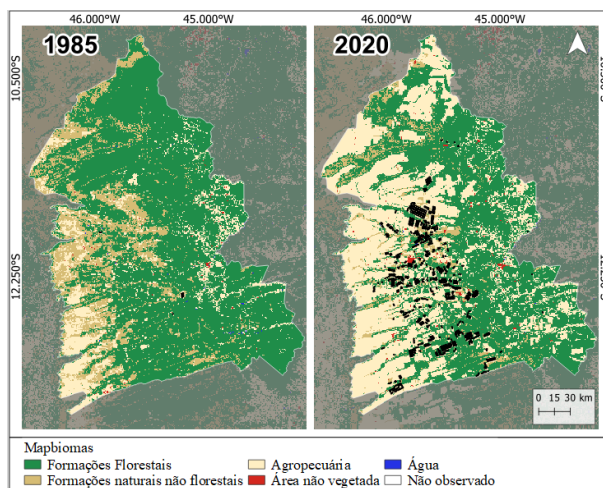 46.000°W 45.000°W 46.000°W 45.000°W
1985 2020
10.500°S
12.250°S
0 15 30 km
Mapbiomas
Formações Florestais Agropecuária Água
Formações naturais não florestais Área não vegetada Não observado